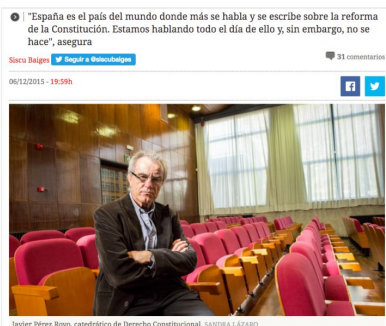 "España es el país del mundo donde más se habla y se escribe sobre la reforma
de la Constitución. Estamos hablando todo el día de ello y, sin embargo, no se
hace", asegura
31 comentarios
Siscu Baiges Seguir a @siscubaiges
06/12/2015 - 19:59h
Javier Pérez Royo, catedrático de Derecho Constitucional SANDRA LÁZARO